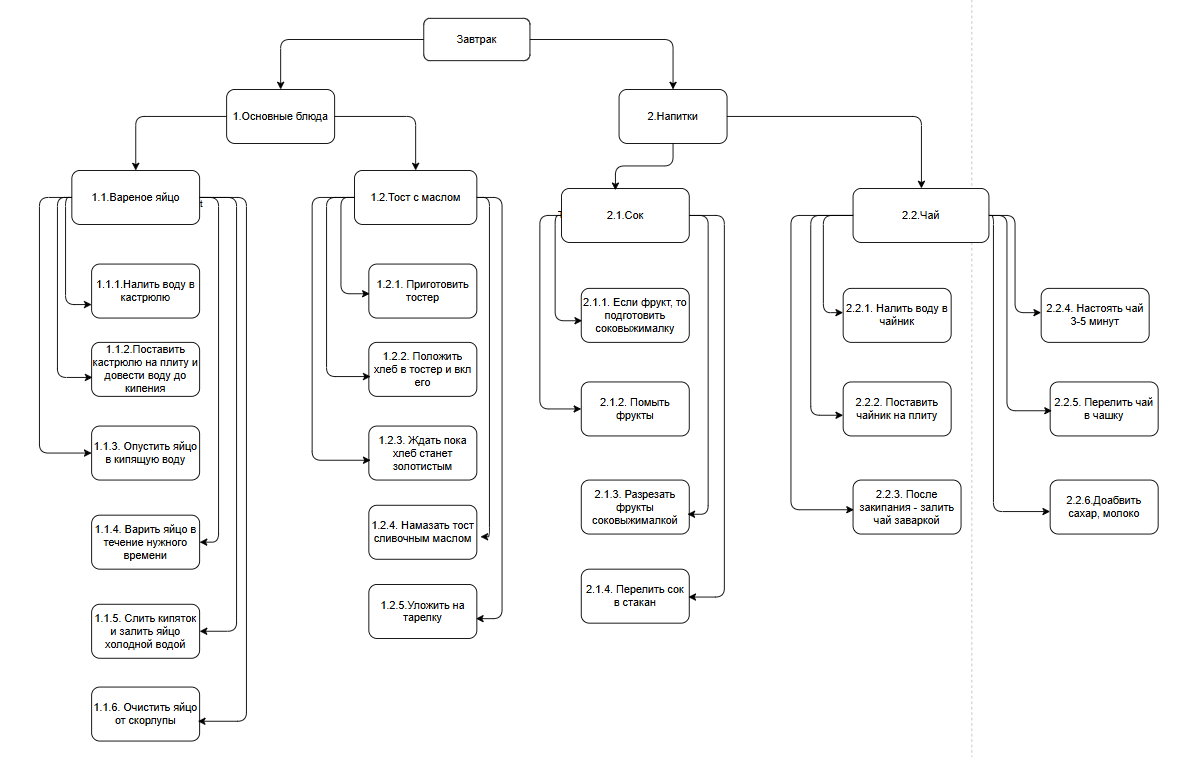 Завтрак
1.Основные блюда
2.Напитки
1.1.Вареное яйцо
t
1.2.Тост с маслом
2.1.Сок
2.2.Чай
1.1.1.Налить воду в
кастрюлю
1.1.2.Поставить
кастрюлю на плиту и
довести воду до
кипения
1.1.3. Опустить яйцо
в кипящую воду
1.1.4. Варить яйцо в
течение нужного
времени
1.1.5. Слить кипяток
и залить яйцо
холодной водой
1.1.6. Очистить яйцо
от скорлупы
1.2.1. Приготовить
тостер
1.2.2. Положить
хлеб в тостер и вкл
его
1.2.3. Ждать пока
хлеб станет
золотистым
1.2.4. Намазать тост
сливочным маслом
1.2.5.Уложить на
тарелку
2.1.1. Если фрукт, то
подготовить
соковыжималку
2.1.2. Помыть
фрукты
2.1.3. Разрезать
фрукты
соковыжималкой
2.1.4. Перелить сок
в стакан
2.2.1. Налить воду в
чайник
2.2.2. Поставить
чайник на плиту
2.2.3. После
закипания - залить
чай заваркой
2.2.4. Настоять чай
3-5 минут
2.2.5. Перелить чай
в чашку
2.2.6.Доабвить
сахар, молоко